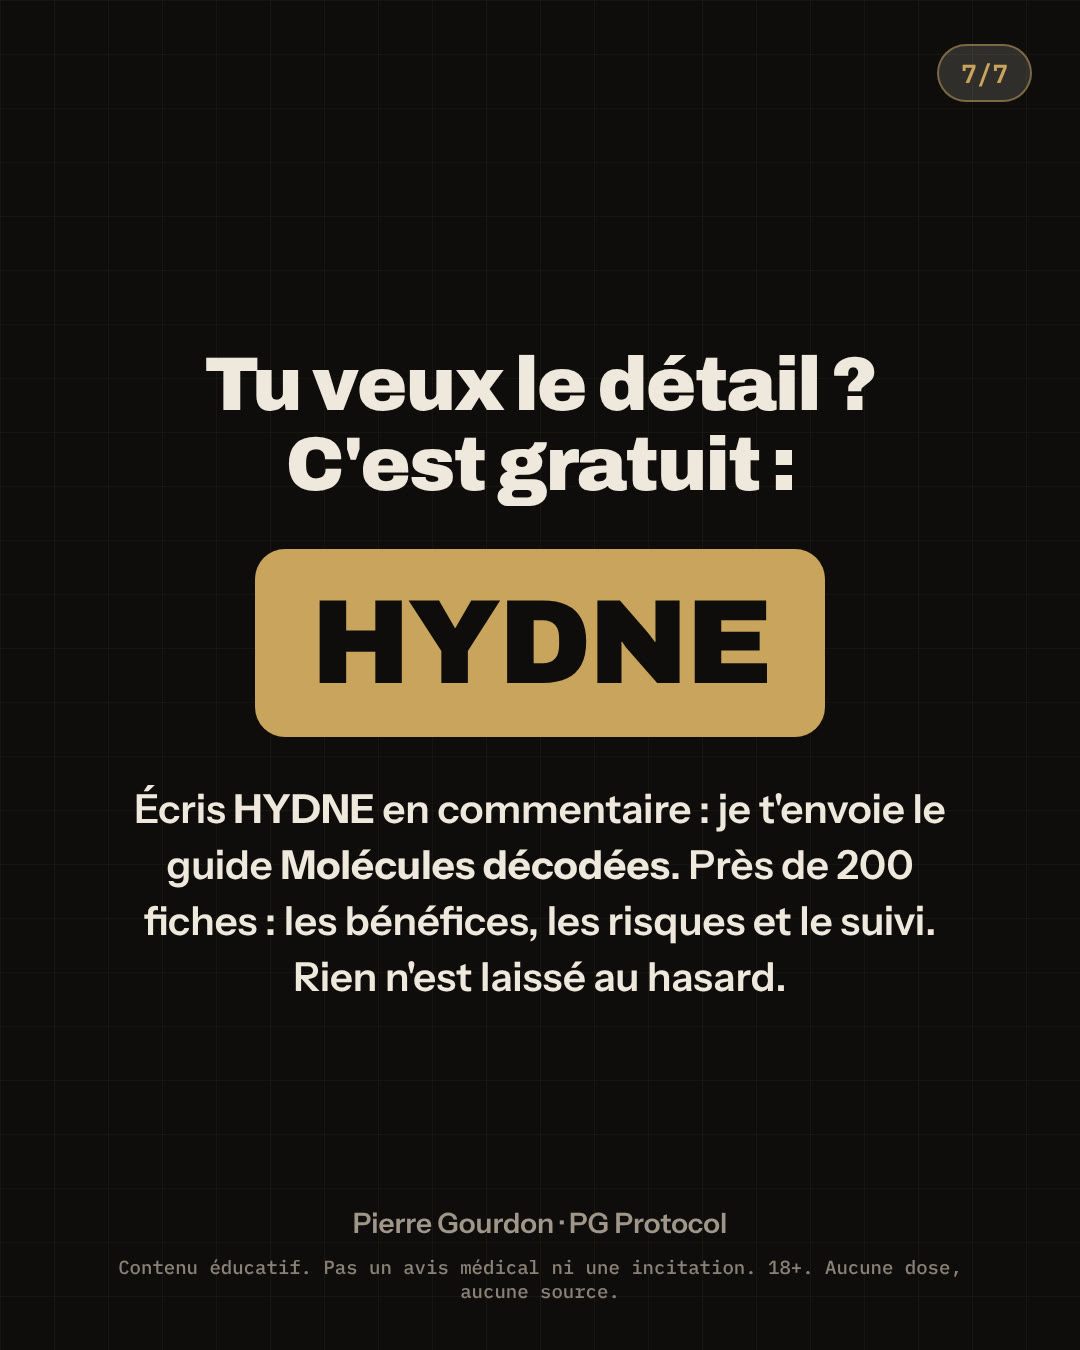 7/7
Tu veux le détail ?
C'est gratuit :
HYDNE
Écris HYDNE en commentaire : je t'envoie le
guide Molécules décodées. Près de 200
fiches : les bénéfices, les risques et le suivi.
Rien n'est laissé au hasard.
Pierre Gourdon · PG Protocol
Contenu éducatif. Pas un avis médical ni une incitation. 18+. Aucune dose,
aucune source.